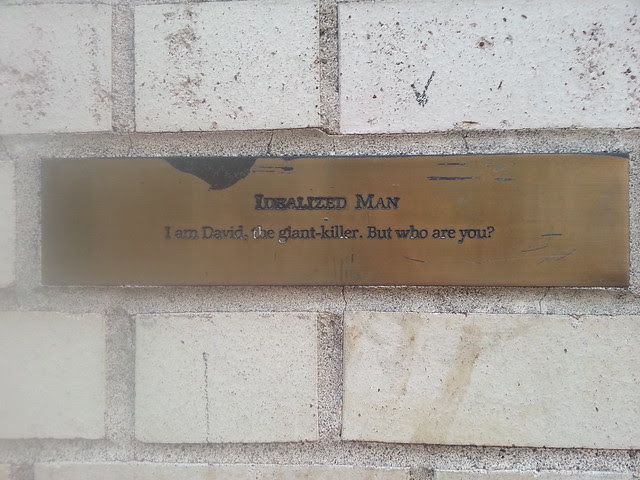 Idealized Man
I am David, the giant-killer. But who are you?